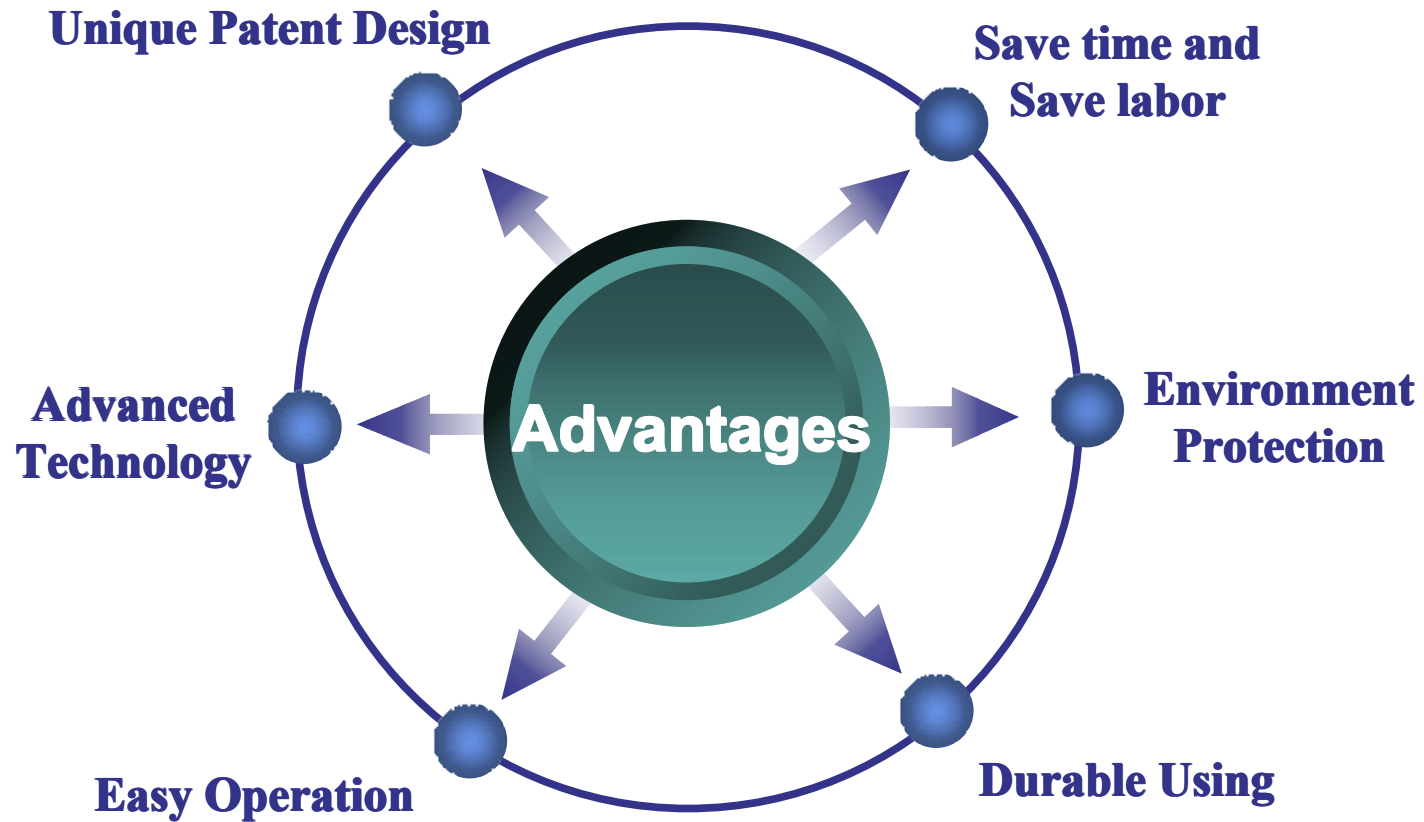 Unique Patent Design
Save time and
Save labor
Advanced
Technology
Advantages
Environment
Protection
Easy Operation
Durable Using